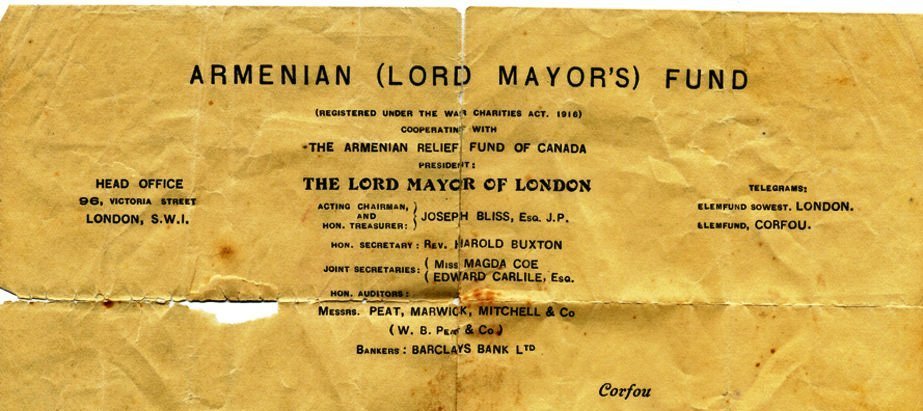 ARMENIAN (LORD MAYOR'S) FUND
(REGISTERED UNDER THE WAR CHARITIES ACT. 1916)
COOPERATING WITH
THE ARMENIAN RELIEF FUND OF CANADA
PRESIDENT:
THE LORD MAYOR OF LONDON
HEAD OFFICE
96, VICTORIA STREET
LONDON, S.W.I.
TELEGRAMS:
ELEMFUND SOWEST. LONDON.
ELEMFUND, CORFOU.
ACTING CHAIRMAN,
AND
HON. TREASURER:
JOSEPH BLISS, ESQ. J.P.
HON. SECRETARY: REV. HAROLD BUXTON
JOINT SECRETARIES: (MISS MAGDA COE
(EDWARD CARLILE, ESQ.
HON. AUDITORS:
MESSRS. PEAT, MARWICK, MITCHELL & Co
(W. B. PEAT & Co.)
BANKERS: BARCLAYS BANK LTD
Corfou